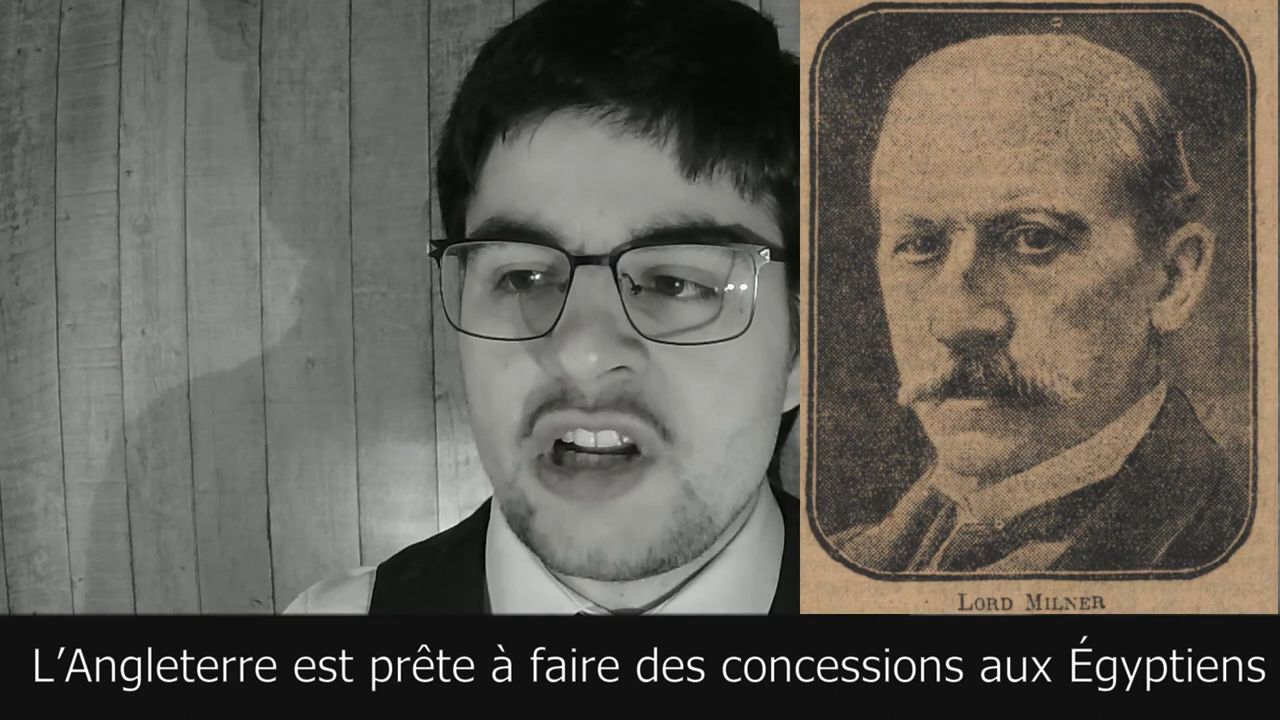 LORD MILNER
L’Angleterre est prête à faire des concessions aux Égyptiens